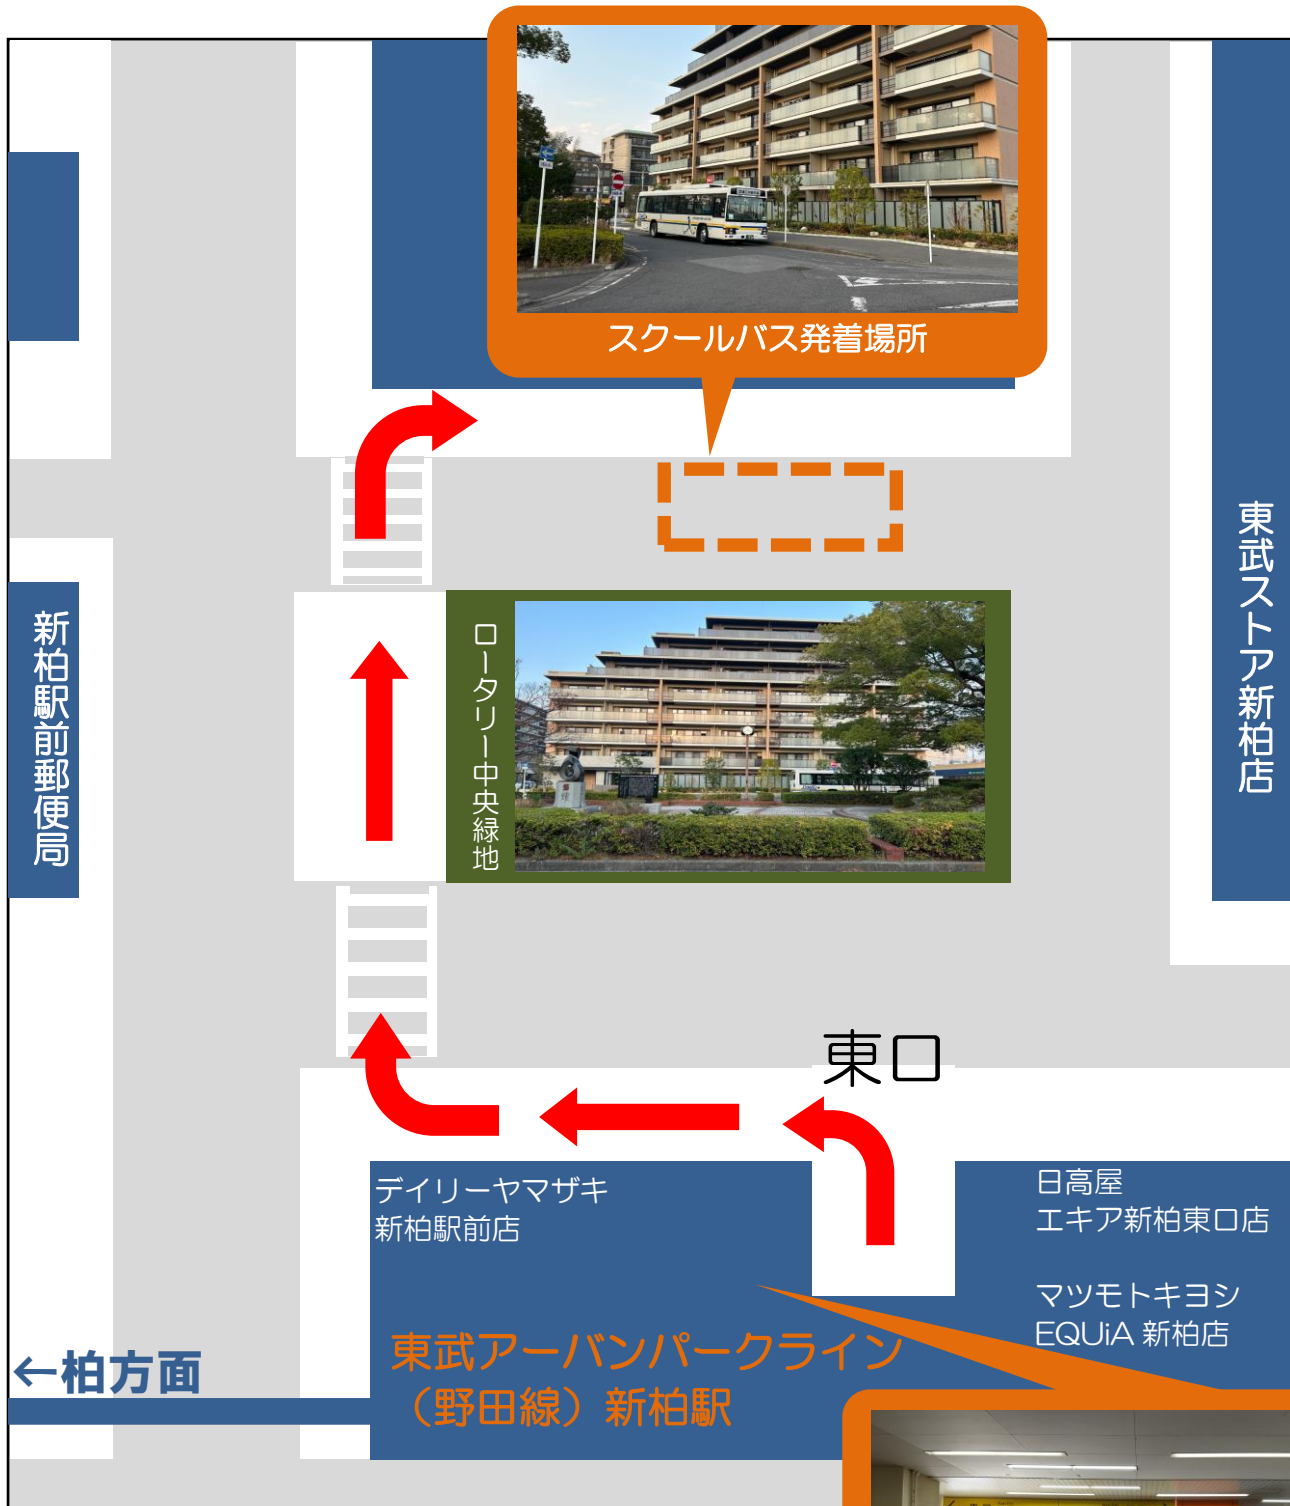 スクールバス発着場所
東武ストア新柏店
新柏駅前郵便局
ロータリー中央緑地
東口
デイリーヤマザキ
新柏駅前店
日高屋
エキア新柏東口店
マツモトキヨシ
EQUiA 新柏店
東武アーバンパークライン
（野田線）新柏駅
←柏方面